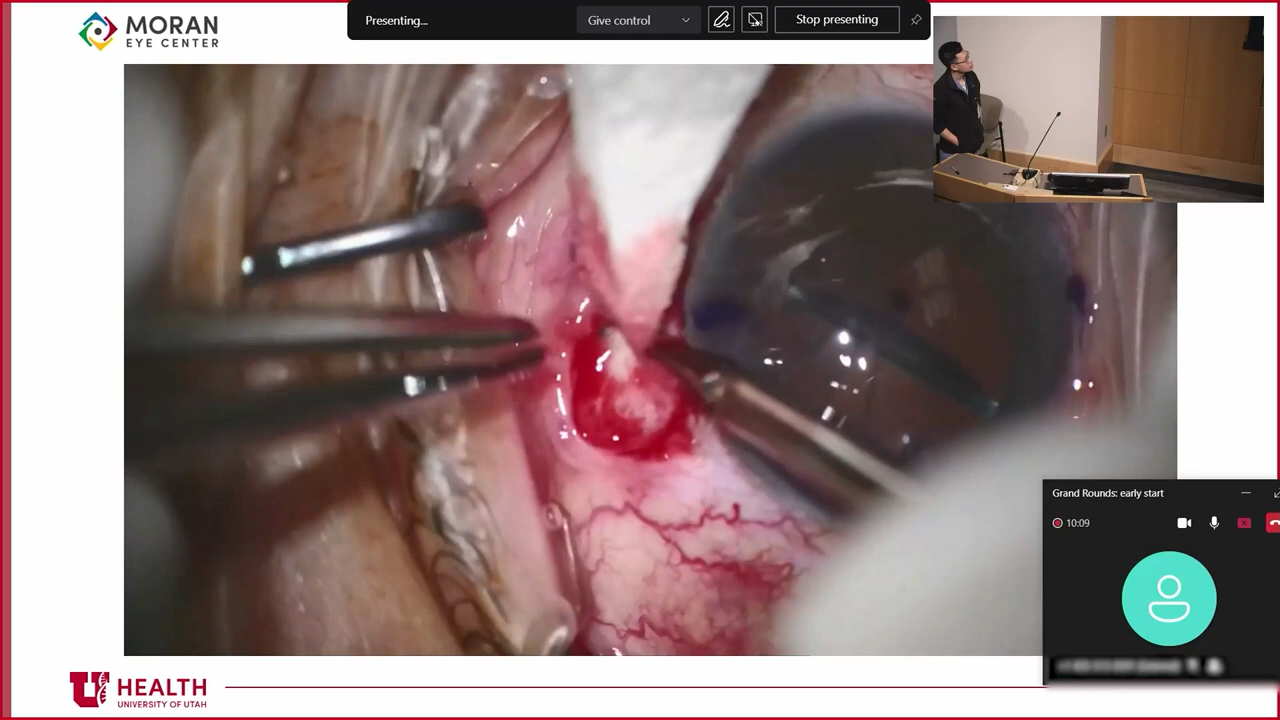 MORAN
EYE CENTER
Presenting...
Give control
Stop presenting
Grand Rounds: early start
10:09
U
HEALTH
UNIVERSITY OF UTAH